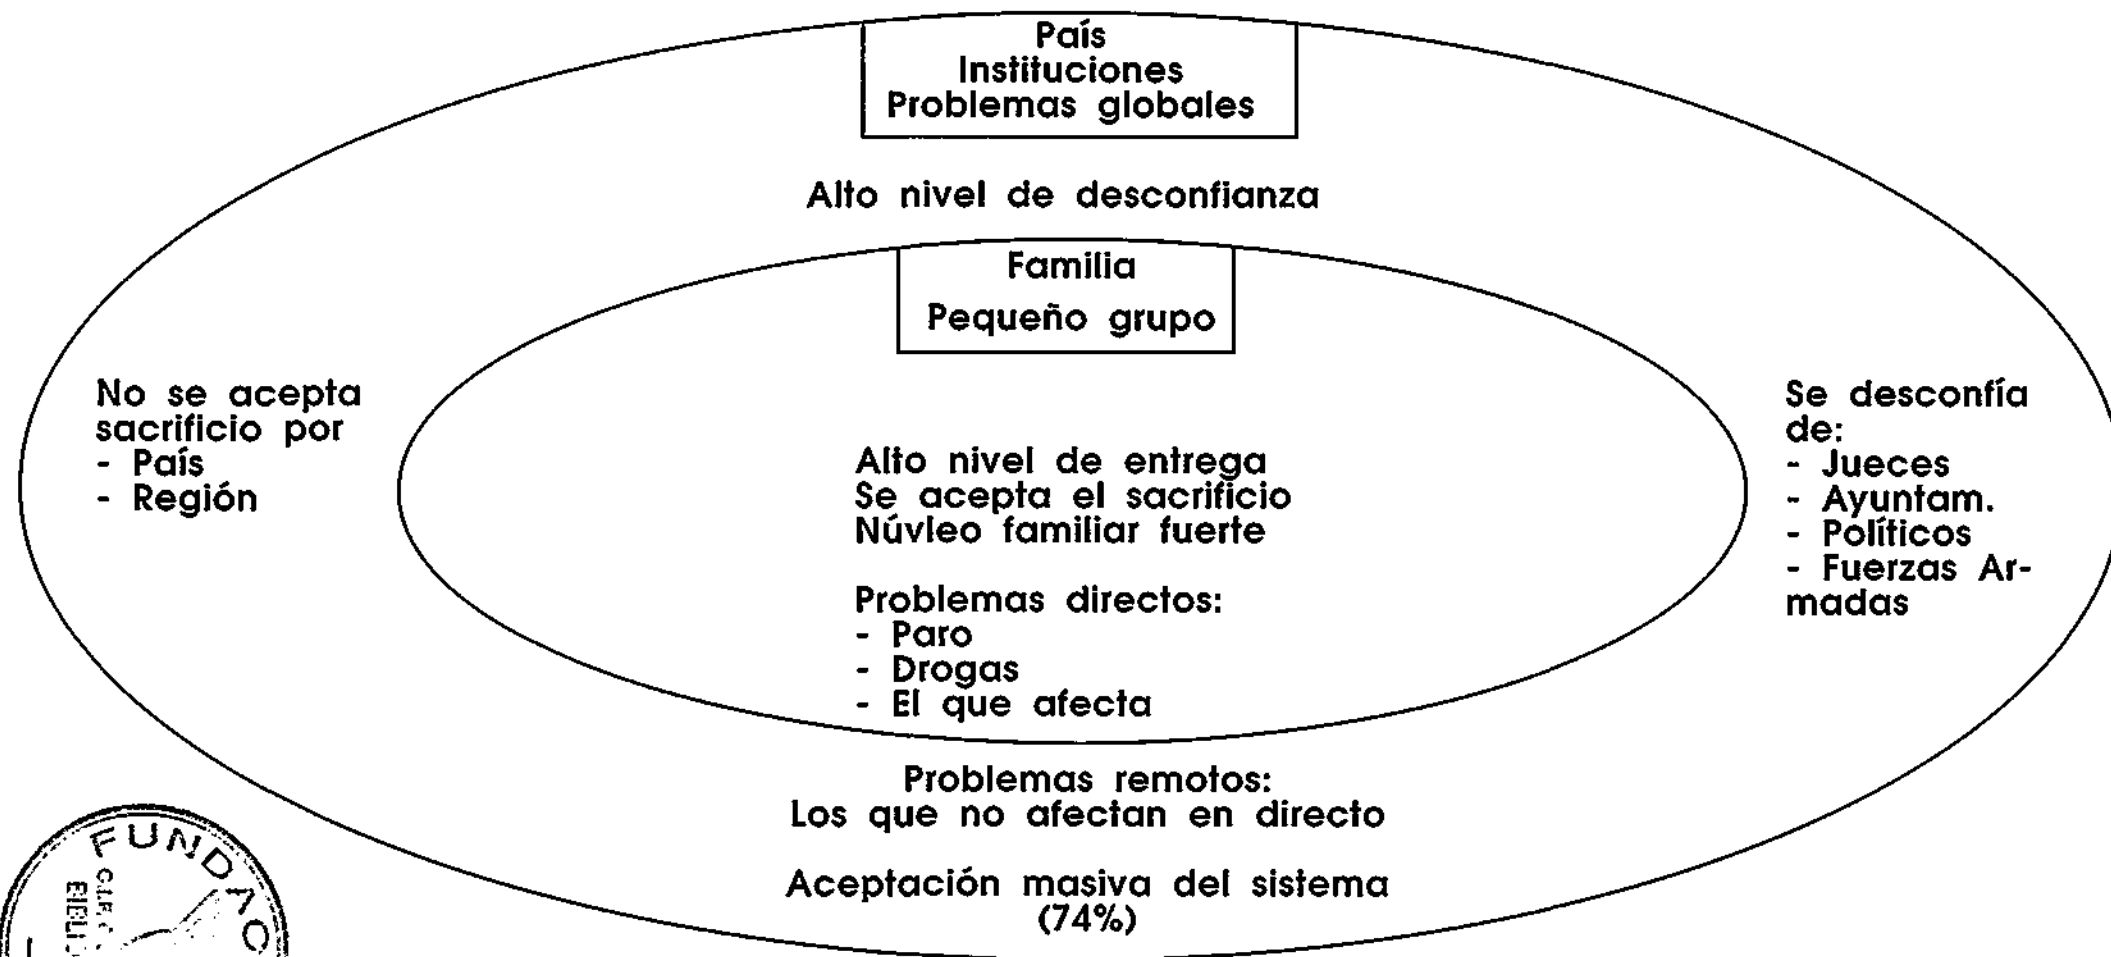 País
Instituciones
Problemas globales
Alto nivel de desconfianza
Familia
Pequeño grupo
No se acepta
sacrificio por
- País
- Región
Alto nivel de entrega
Se acepta el sacrificio
Núvleo familiar fuerte
Problemas directos:
- Paro
- Drogas
- El que afecta
Se desconfía
de:
- Jueces
- Ayuntam.
- Políticos
- Fuerzas Ar-
madas
Problemas remotos:
Los que no afectan en directo
Aceptación masiva del sistema
(74%)
FUNDAC